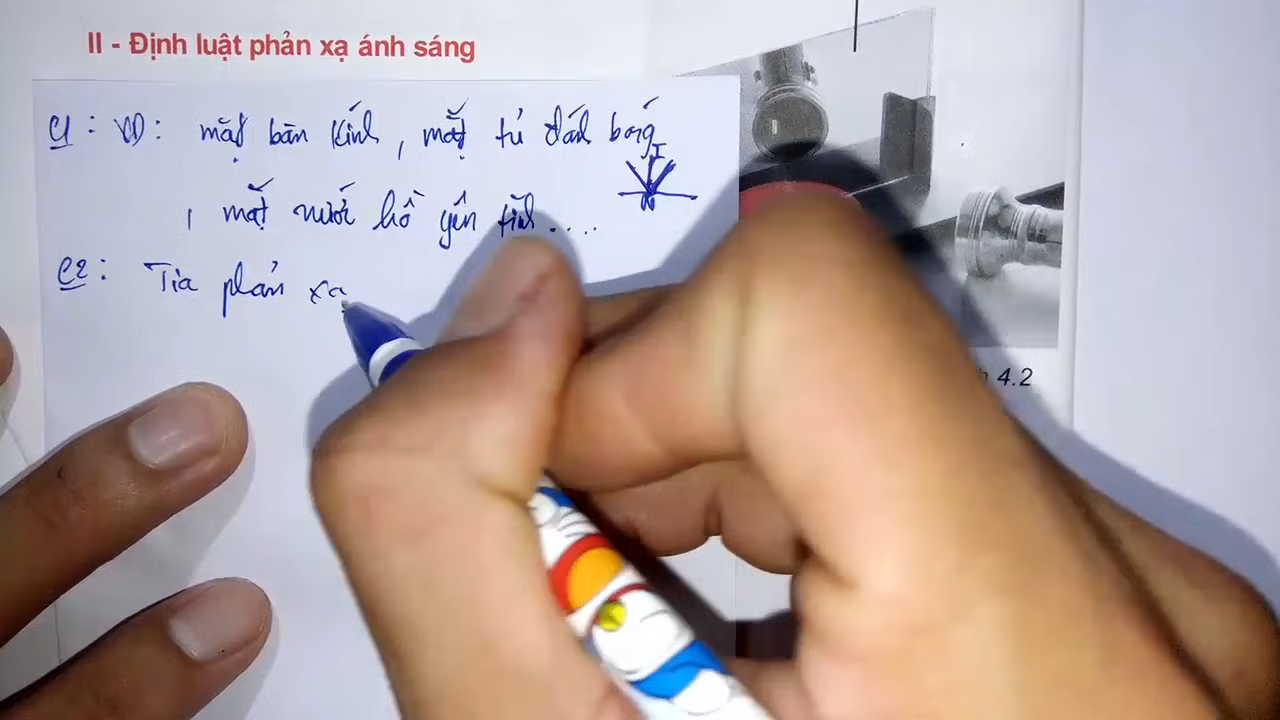 II - Định luật phản xạ ánh sáng
C1 : VD : mặt bàn kính , mặt tủ đánh bóng
, mặt nước hồ yên tĩnh ....
I
C2 : Tia phản xa
4.2